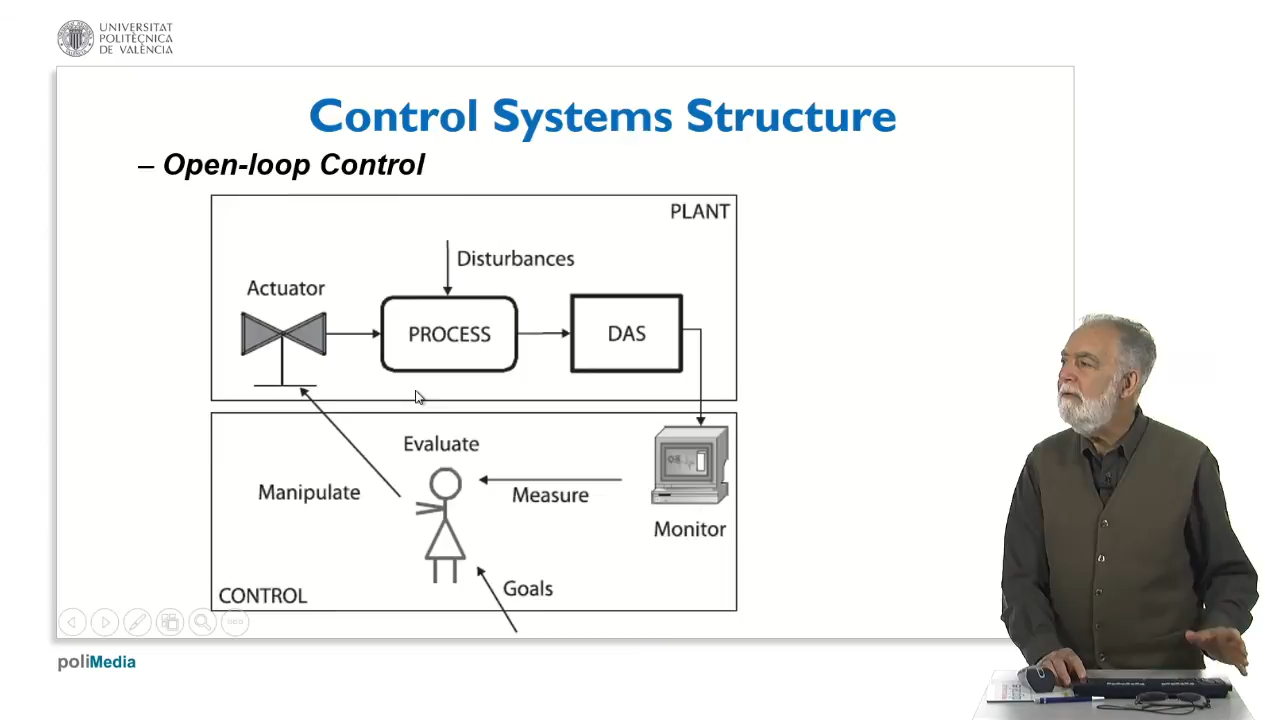 UNIVERSITAT
POLITÈCNICA
DE VALÈNCIA
Control Systems Structure
– Open-loop Control
PLANT
Disturbances
Actuator
PROCESS
DAS
Evaluate
Manipulate
Measure
Monitor
Goals
CONTROL
poliMedia